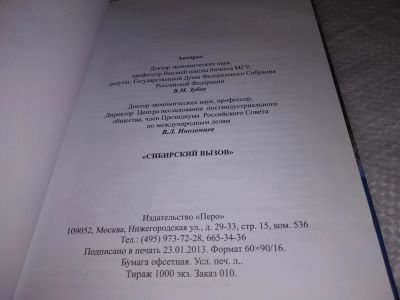 Авторы:
Доктор экономических наук,
профессор Высшей школы бизнеса МГУ,
депутат Государственной Думы Федерального Собрания
Российской Федерации
В.М. Зубов
Доктор экономических наук, профессор,
Директор Центра исследования постиндустриального
общества, член Президиума Российского Совета
по международным делам
В.Л. Иноземцев
«СИБИРСКИЙ ВЫЗОВ»
Издательство «Перо»
109052, Москва, Нижегородская ул., д. 29-33, стр. 15, ком. 536
Тел.: (495) 973-72-28, 665-34-36
Подписано в печать 23.01.2013. Формат 60×90/16.
Бумага офсетная. Усл. печ. л..
Тираж 1000 экз. Заказ 010.